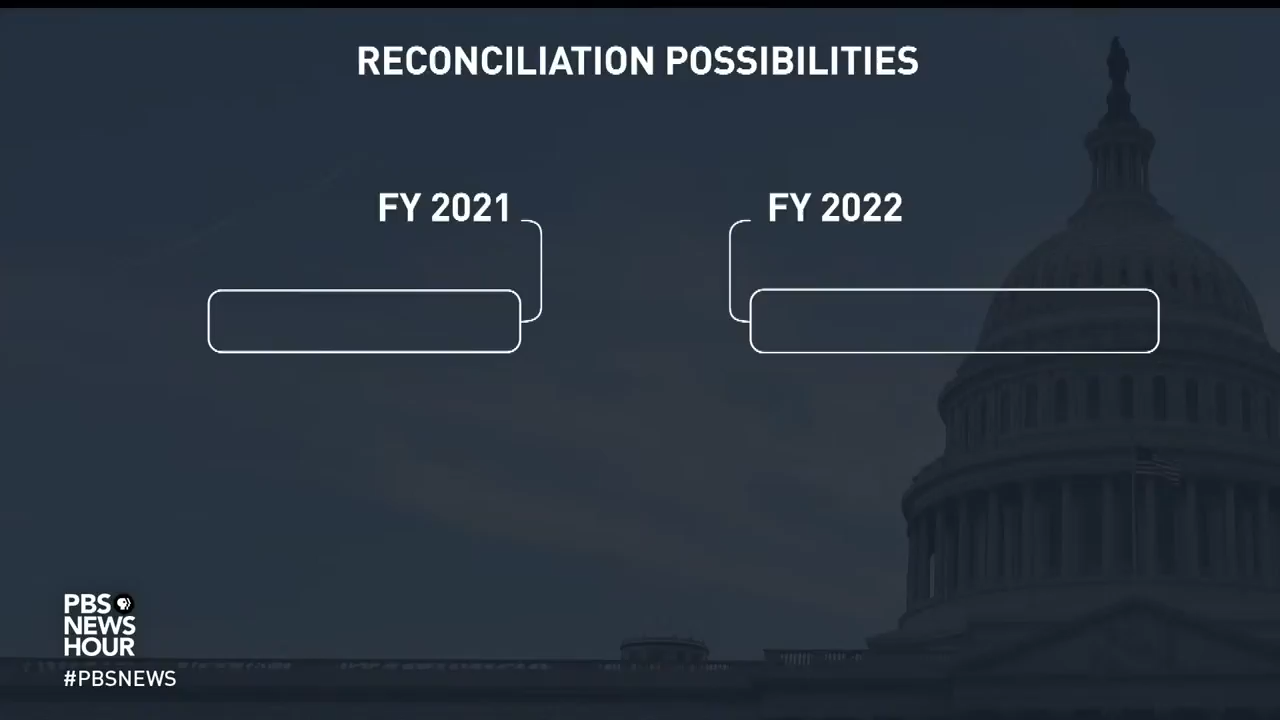 RECONCILIATION POSSIBILITIES
FY 2021
FY 2022
PBS
NEWS
HOUR
#PBSNEWS